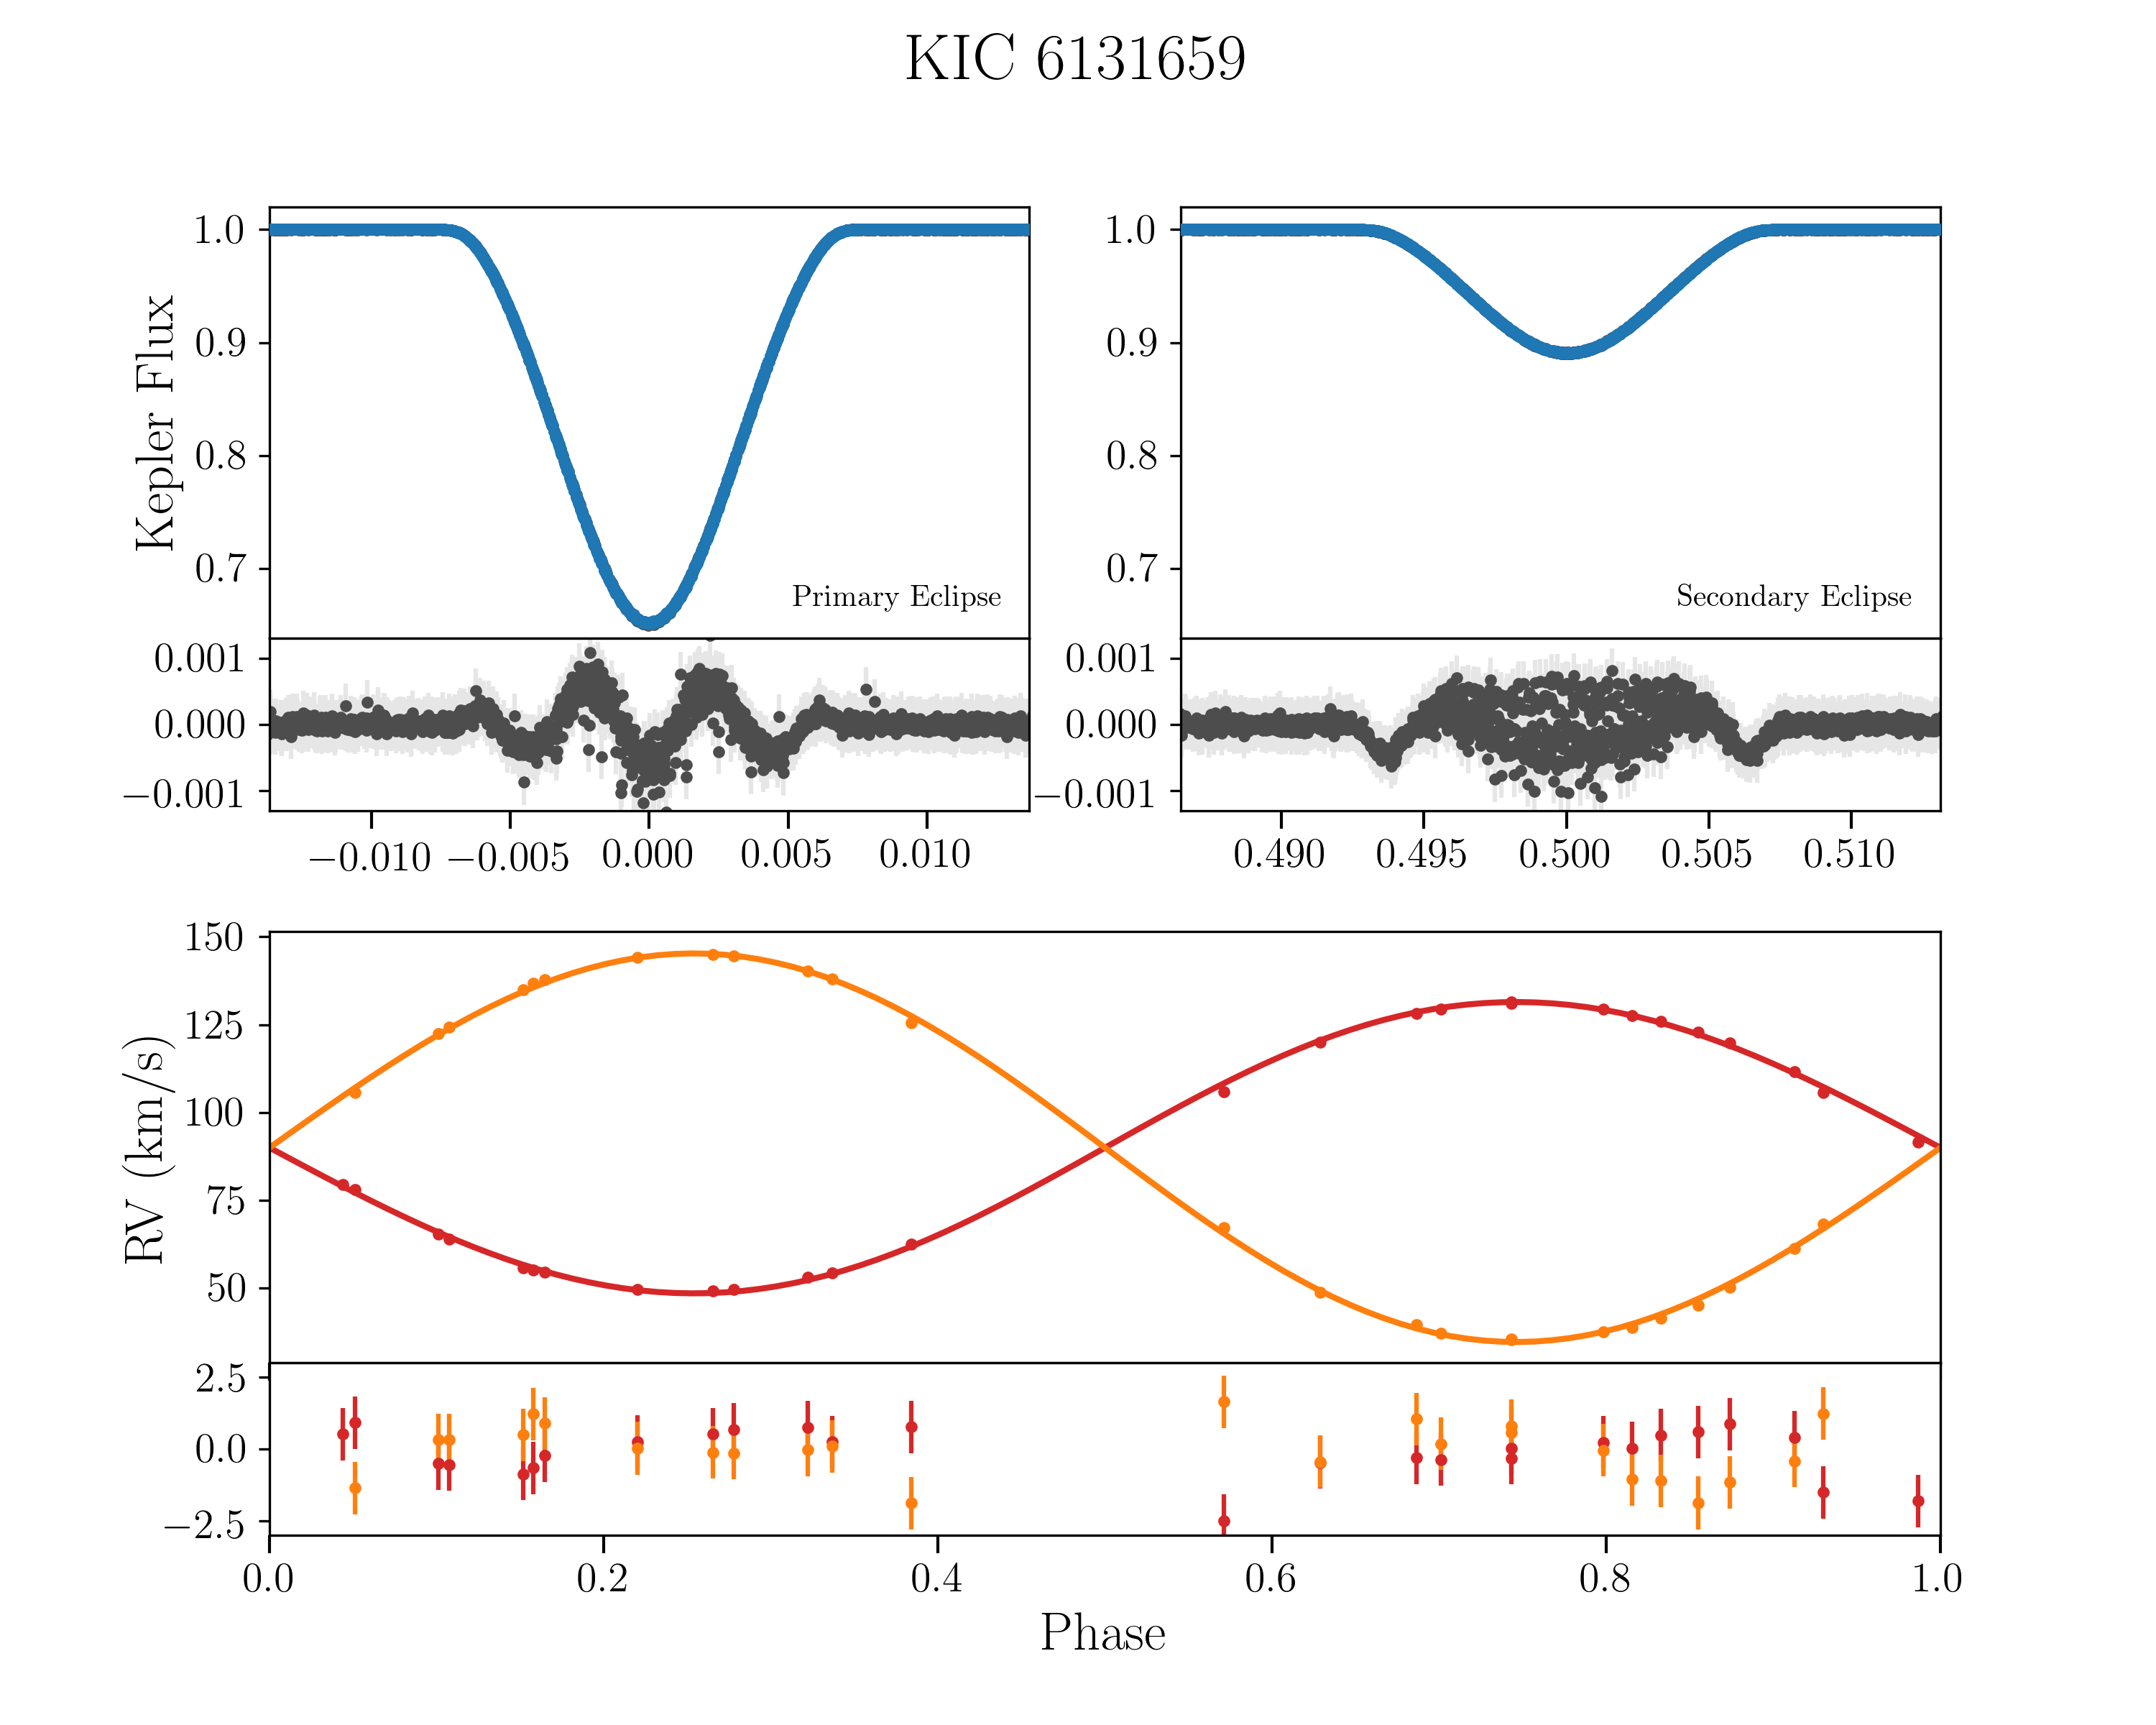 KIC 6131659
Kepler Flux
1.0
0.9
0.8
0.7
Primary Eclipse
0.001
0.000
−0.001
−0.010 −0.005 0.000 0.005 0.010
1.0
0.9
0.8
0.7
Secondary Eclipse
0.001
0.000
−0.001
0.490 0.495 0.500 0.505 0.510
RV (km/s)
150
125
100
75
50
2.5
0.0
−2.5
0.0 0.2 0.4 0.6 0.8 1.0
Phase